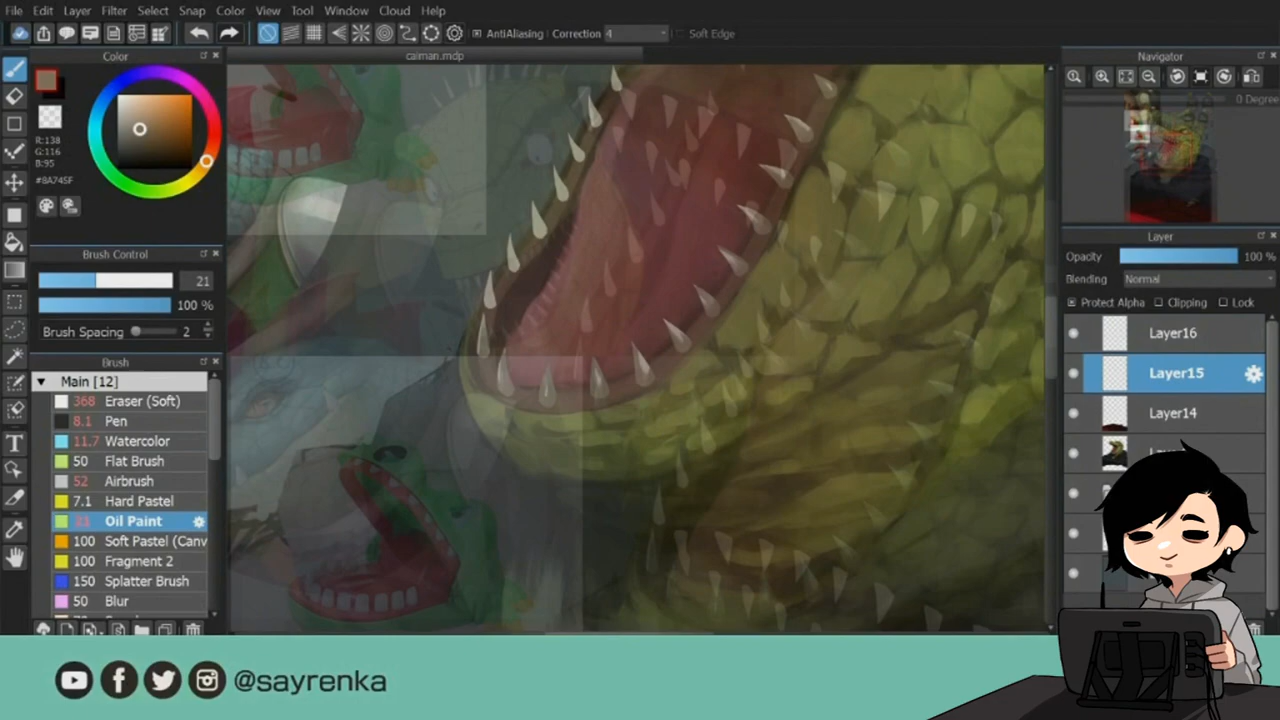 File Edit Layer Filter Select Snap Color View Tool Window Cloud Help
AntiAliasing Correction 4 Soft Edge
Color
caiman.mdp
Navigator
0 Degree
R:138
G:116
B:95
#8A745F
Brush Control
21
100 %
Brush Spacing 2
Brush
Main [12]
368 Eraser (Soft)
8.1 Pen
11.7 Watercolor
50 Flat Brush
52 Airbrush
7.1 Hard Pastel
21 Oil Paint
100 Soft Pastel (Canv
100 Fragment 2
150 Splatter Brush
50 Blur
Layer
Opacity 100 %
Blending Normal
Protect Alpha Clipping Lock
Layer16
Layer15
Layer14
@sayrenka